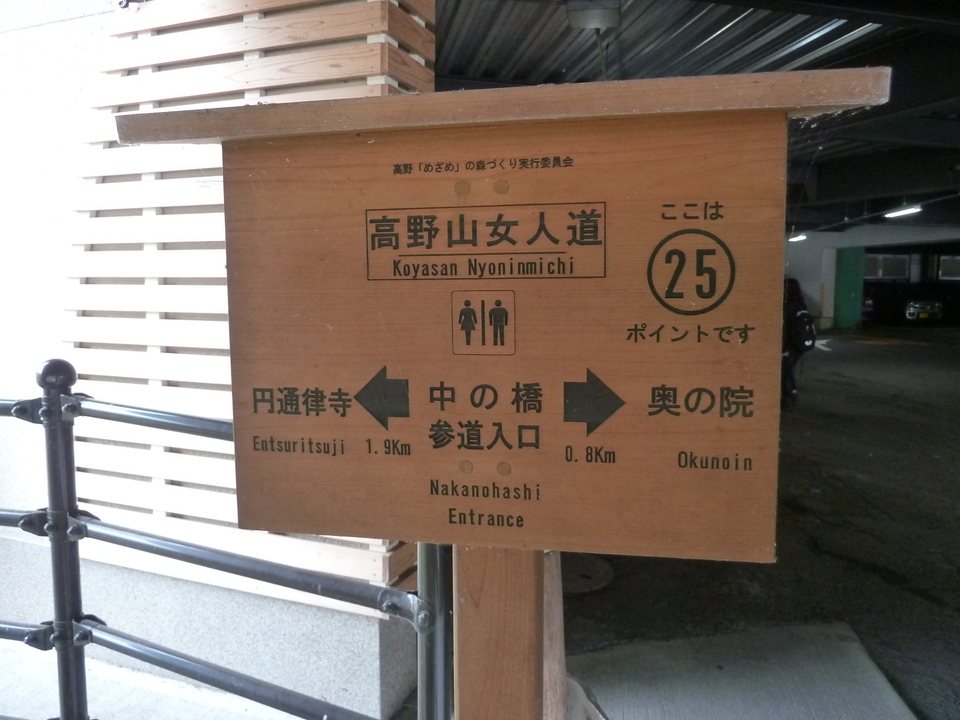 高野「めざめ」の森づくり実行委員会
高野山女人道
Koyasan Nyoninmichi
ここは
25
ポイントです
円通律寺
Entsuritsuji 1.9Km
中の橋
参道入口
Nakanohashi
Entrance
奥の院
0.8Km Okunoin